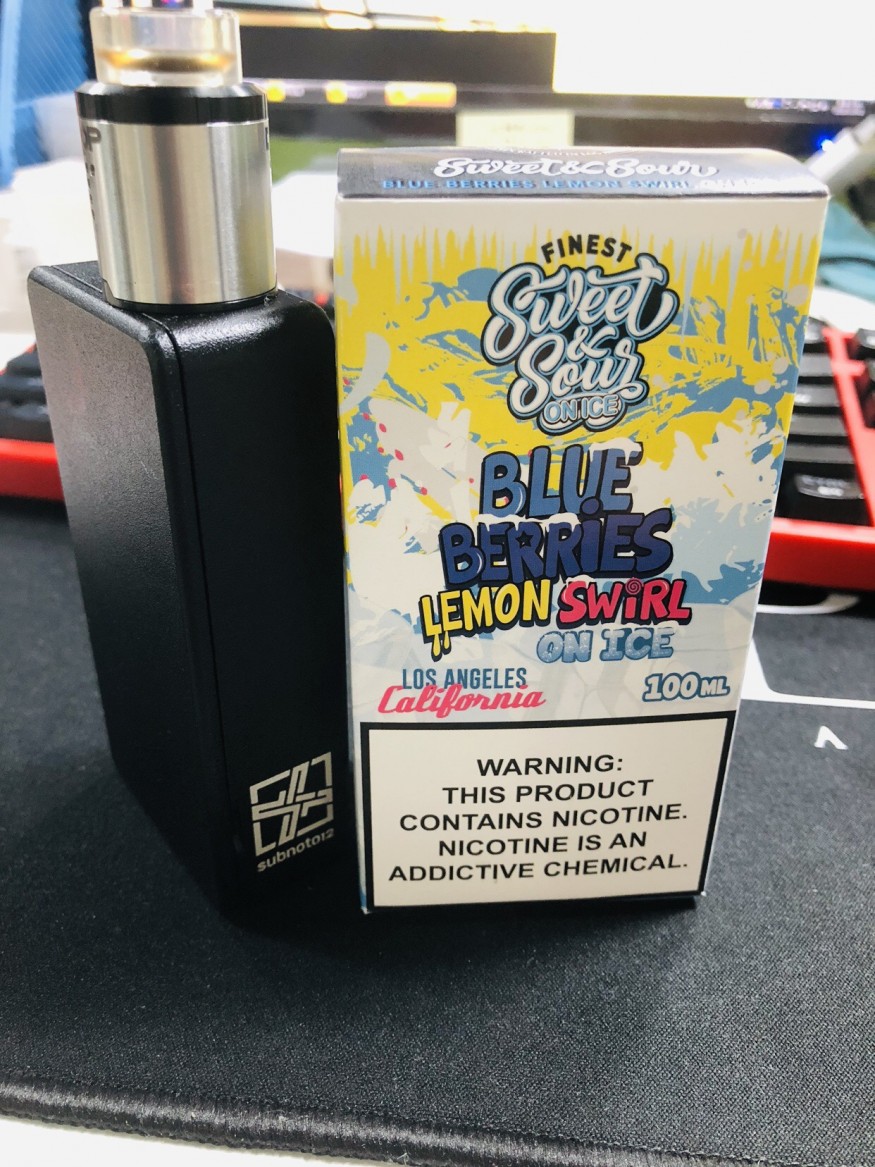 Sweet & Sour
BLUE BERRIES LEMON SWIRL
FINEST
Sweet
&
Sour
ON ICE
BLUE
BERRIES
LEMON SWIRL
ON ICE
LOS ANGELES
California
100ML
WARNING:
THIS PRODUCT
CONTAINS NICOTINE.
NICOTINE IS AN
ADDICTIVE CHEMICAL.
subnoto12